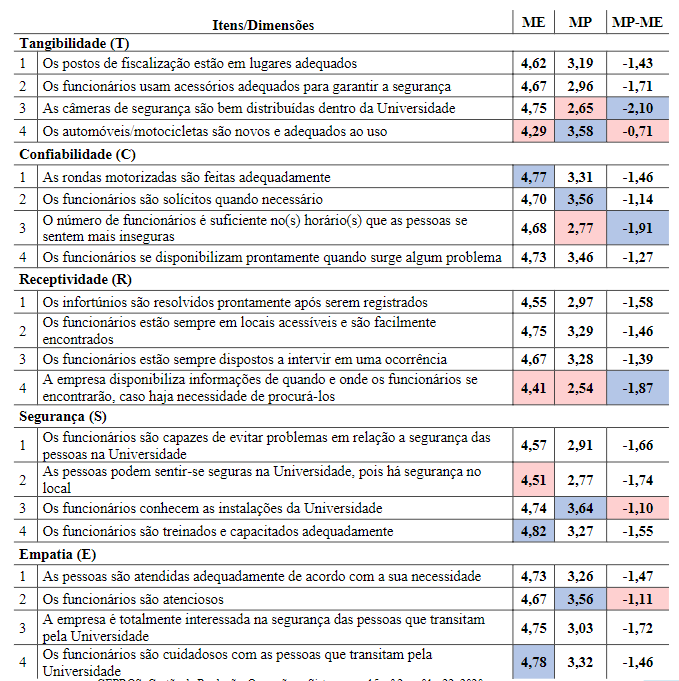 Itens/Dimensões ME MP MP-ME
Tangibilidade (T)
1 Os postos de fiscalização estão em lugares adequados 4,62 3,19 -1,43
2 Os funcionários usam acessórios adequados para garantir a segurança 4,67 2,96 -1,71
3 As câmeras de segurança são bem distribuídas dentro da Universidade 4,75 2,65 -2,10
4 Os automóveis/motocicletas são novos e adequados ao uso 4,29 3,58 -0,71
Confiabilidade (C)
1 As rondas motorizadas são feitas adequadamente 4,77 3,31 -1,46
2 Os funcionários são solícitos quando necessário 4,70 3,56 -1,14
3 O número de funcionários é suficiente no(s) horário(s) que as pessoas se
sentem mais inseguras 4,68 2,77 -1,91
4 Os funcionários se disponibilizam prontamente quando surge algum problema 4,73 3,46 -1,27
Receptividade (R)
1 Os infortúnios são resolvidos prontamente após serem registrados 4,55 2,97 -1,58
2 Os funcionários estão sempre em locais acessíveis e são facilmente
encontrados 4,75 3,29 -1,46
3 Os funcionários estão sempre dispostos a intervir em uma ocorrência 4,67 3,28 -1,39
4 A empresa disponibiliza informações de quando e onde os funcionários se
encontrarão, caso haja necessidade de procurá-los 4,41 2,54 -1,87
Segurança (S)
1 Os funcionários são capazes de evitar problemas em relação a segurança das
pessoas na Universidade 4,57 2,91 -1,66
2 As pessoas podem sentir-se seguras na Universidade, pois há segurança no
local 4,51 2,77 -1,74
3 Os funcionários conhecem as instalações da Universidade 4,74 3,64 -1,10
4 Os funcionários são treinados e capacitados adequadamente 4,82 3,27 -1,55
Empatia (E)
1 As pessoas são atendidas adequadamente de acordo com a sua necessidade 4,73 3,26 -1,47
2 Os funcionários são atenciosos 4,67 3,56 -1,11
3 A empresa é totalmente interessada na segurança das pessoas que transitam
pela Universidade 4,75 3,03 -1,72
4 Os funcionários são cuidadosos com as pessoas que transitam pela
Universidade 4,78 3,32 -1,46